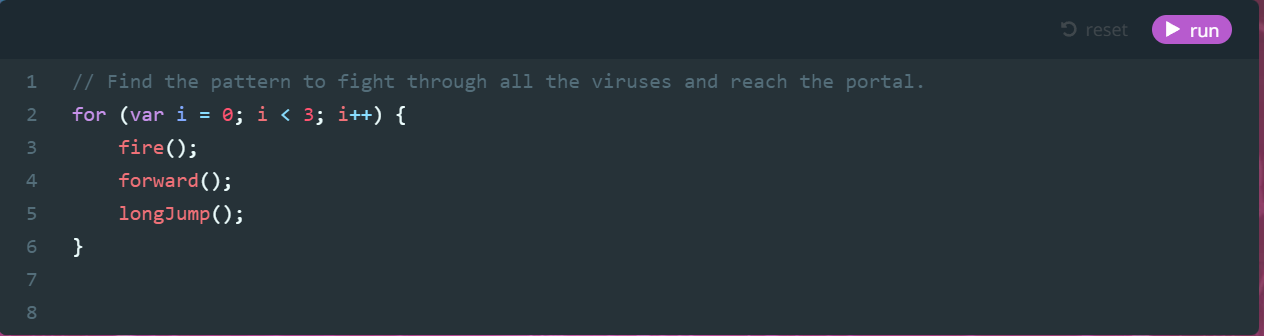 reset
run
1 // Find the pattern to fight through all the viruses and reach the portal.
2 for (var i = 0; i < 3; i++) {
3     fire();
4     forward();
5     longJump();
6 }
7
8